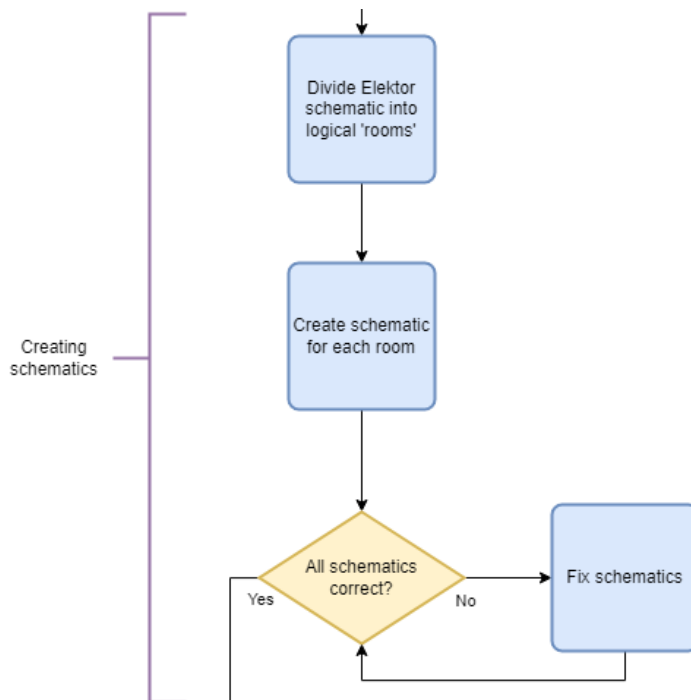 Divide Elektor
schematic into
logical 'rooms'
Creating
schematics
Create schematic
for each room
All schematics
correct?
Yes
No
Fix schematics